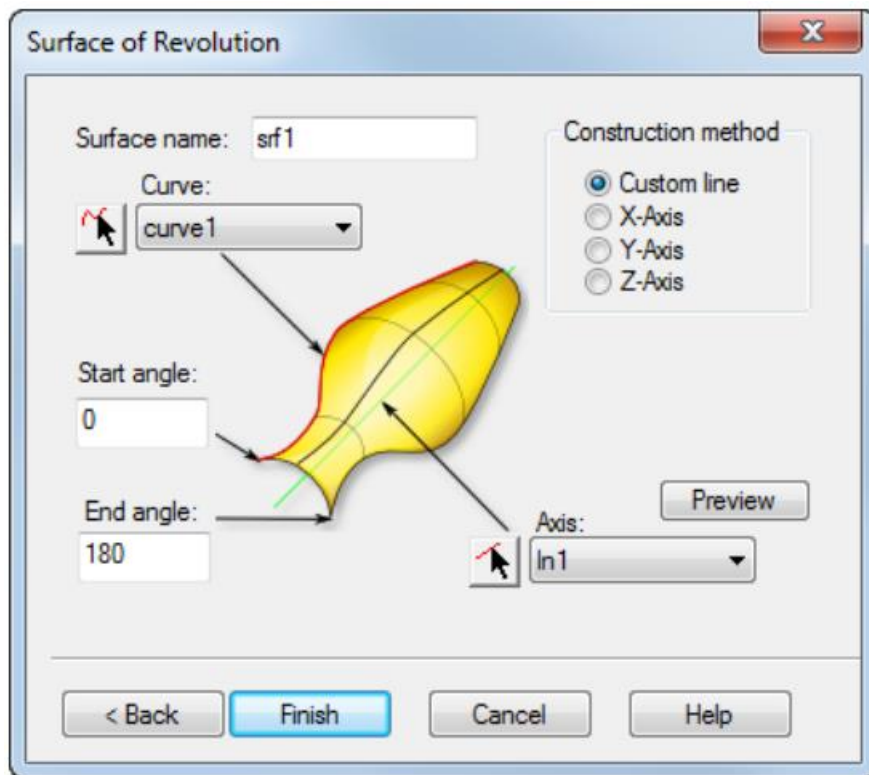 Surface of Revolution
X
Surface name:
srf1
Construction method
Custom line
X-Axis
Y-Axis
Z-Axis
Curve:
curve1
Start angle:
0
End angle:
180
Preview
Axis:
ln1
< Back
Finish
Cancel
Help